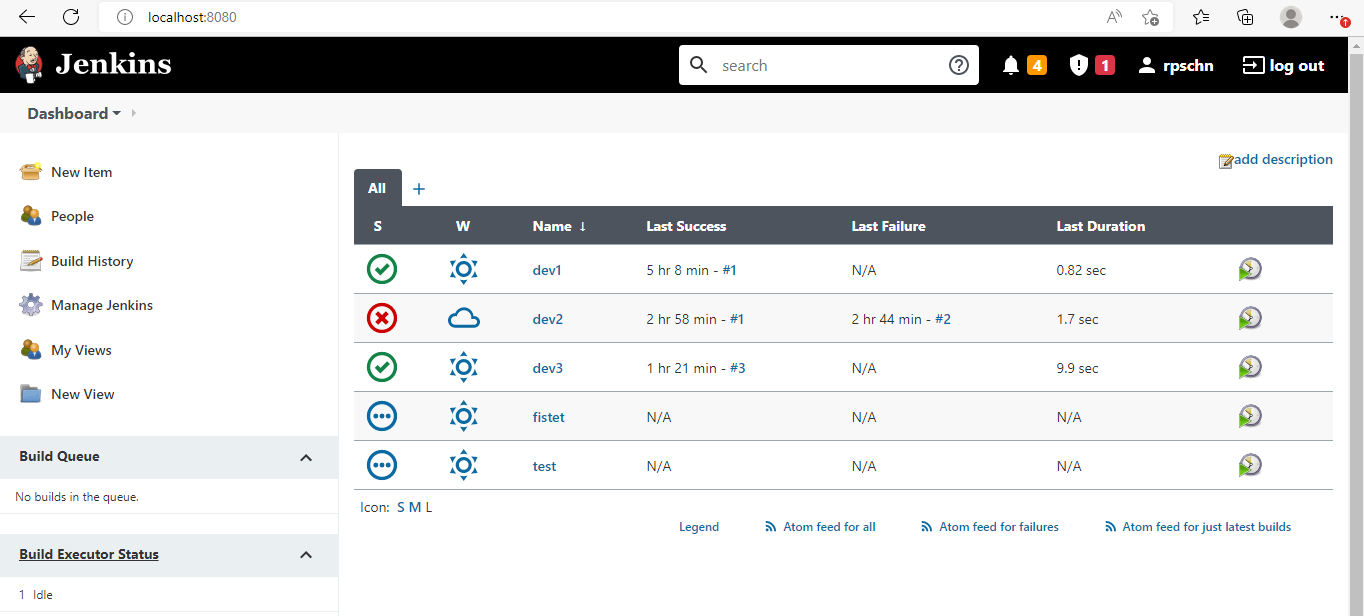 localhost:8080
Jenkins
search
4
1
rpschn
log out
Dashboard
New Item
People
Build History
Manage Jenkins
My Views
New View
Build Queue
No builds in the queue.
Build Executor Status
1 Idle
add description
All +
S W Name ↓ Last Success Last Failure Last Duration
dev1 5 hr 8 min - #1 N/A 0.82 sec
dev2 2 hr 58 min - #1 2 hr 44 min - #2 1.7 sec
dev3 1 hr 21 min - #3 N/A 9.9 sec
fistet N/A N/A N/A
test N/A N/A N/A
Icon: S M L
Legend Atom feed for all Atom feed for failures Atom feed for just latest builds